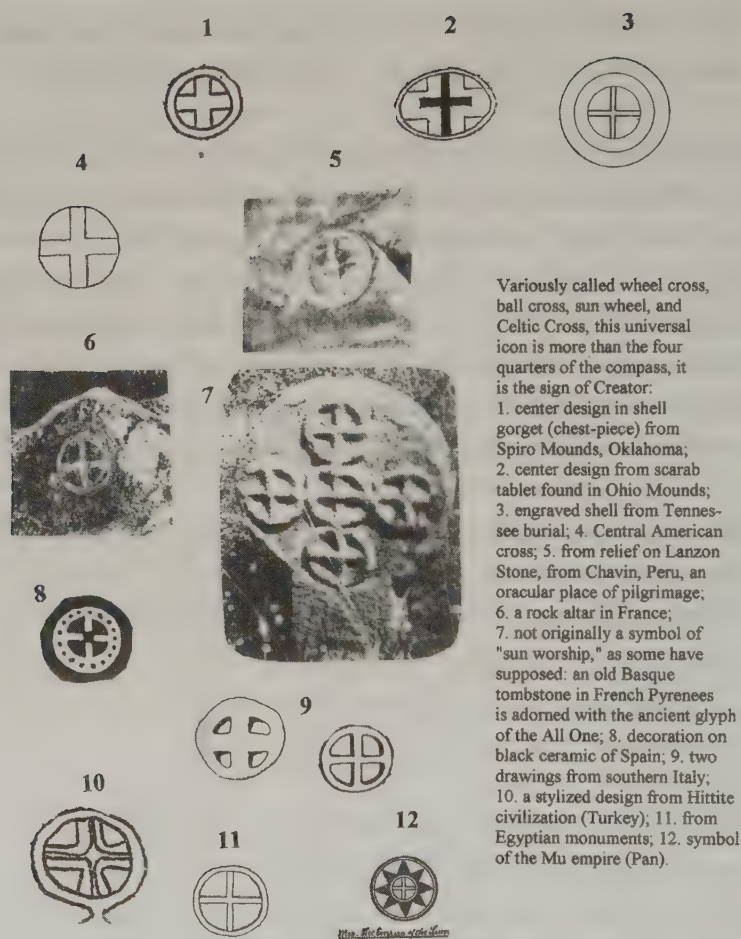 1
2
3
4
5
Variously called wheel cross,
ball cross, sun wheel, and
Celtic Cross, this universal
icon is more than the four
quarters of the compass, it
is the sign of Creator:
1. center design in shell
gorget (chest-piece) from
Spiro Mounds, Oklahoma;
2. center design from scarab
tablet found in Ohio Mounds;
3. engraved shell from Tennes-
see burial; 4. Central American
cross; 5. from relief on Lanzon
Stone, from Chavin, Peru, an
oracular place of pilgrimage;
6. a rock altar in France;
7. not originally a symbol of
"sun worship," as some have
supposed: an old Basque
tombstone in French Pyrenees
is adorned with the ancient glyph
of the All One; 8. decoration on
black ceramic of Spain; 9. two
drawings from southern Italy;
10. a stylized design from Hittite
civilization (Turkey); 11. from
Egyptian monuments; 12. symbol
of the Mu empire (Pan).
6
7
8
9
10
11
12
The Empire of the Sun